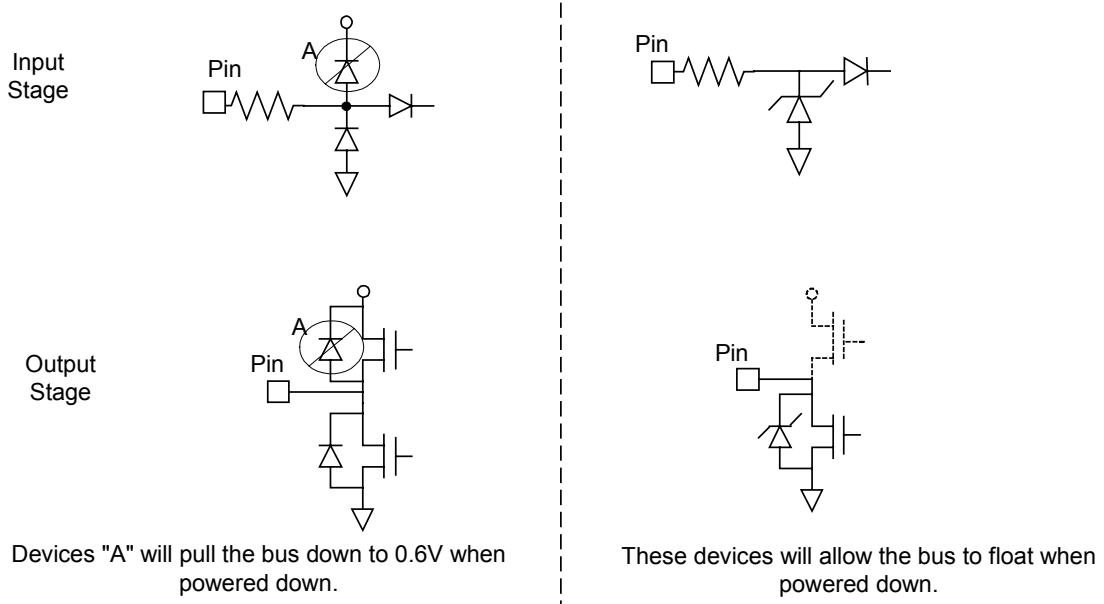 Input
Stage
A
Pin
Pin
Output
Stage
A
Pin
Pin
Devices "A" will pull the bus down to 0.6V when
powered down.
These devices will allow the bus to float when
powered down.